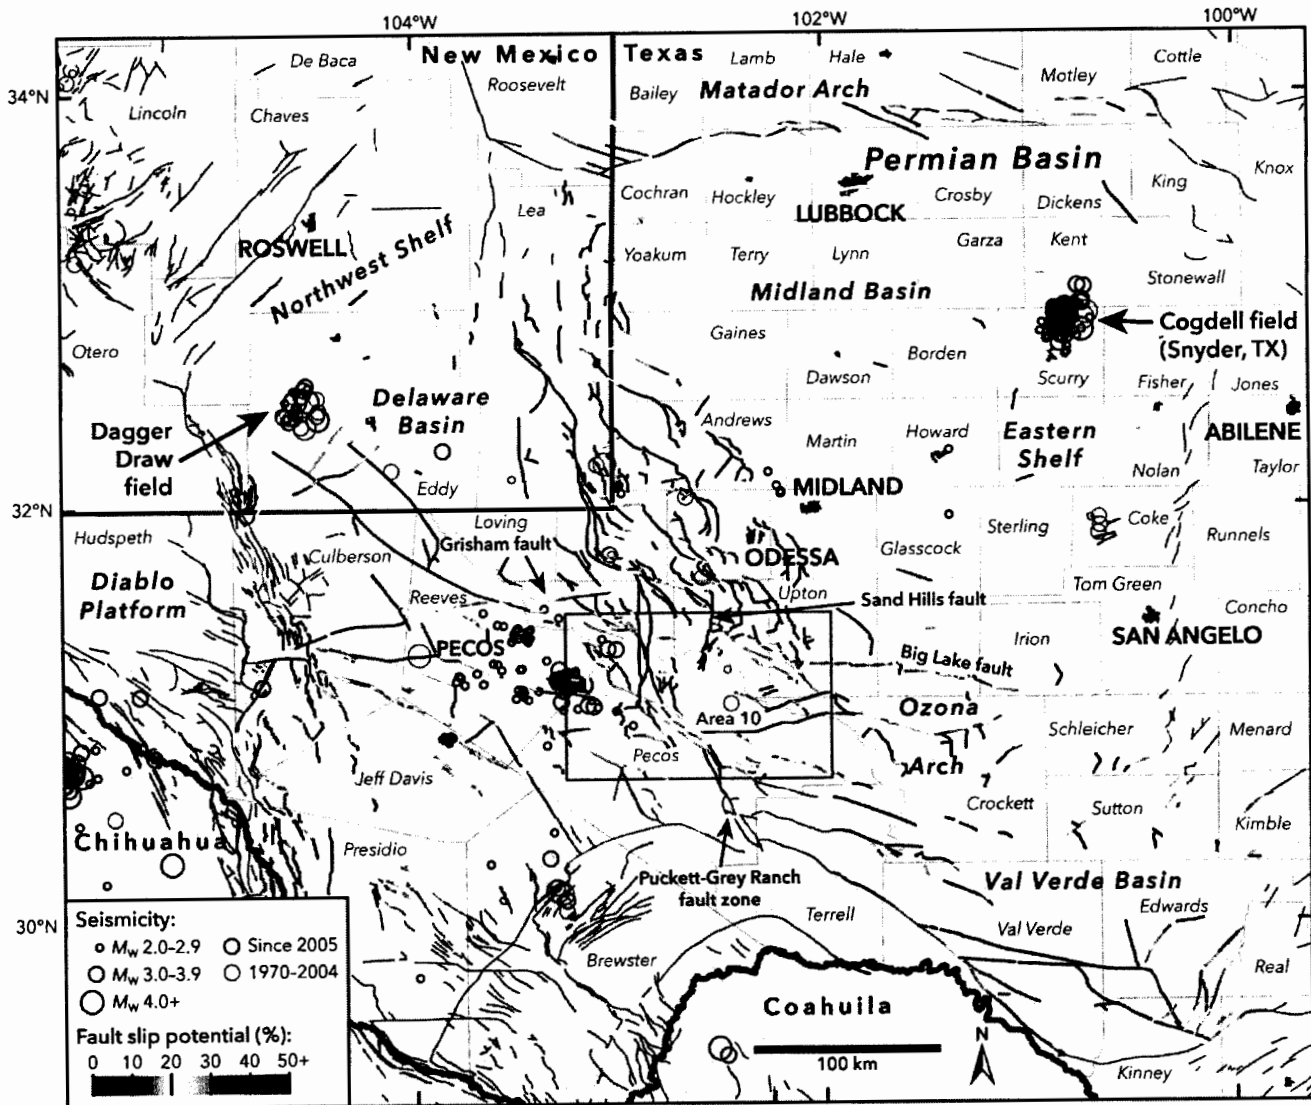 104°W
102°W
100°W
New Mexico
Texas
De Baca
Roosevelt
Lamb
Hale
Cottle
Motley
Bailey
Matador Arch
34°N
Lincoln
Chaves
Permian Basin
Knox
King
Cochran
Hockley
Crosby
Dickens
Lea
LUBBOCK
ROSWELL
Northwest Shelf
Yoakum
Terry
Lynn
Garza
Kent
Stonewall
Midland Basin
Cogdell field
(Snyder, TX)
Gaines
Borden
Otero
Dawson
Scurry
Fisher
Jones
Delaware
Basin
Andrews
Martin
Howard
Eastern
Shelf
ABILENE
Dagger
Draw
field
Nolan
Taylor
Eddy
MIDLAND
32°N
Hudspeth
Loving
Grisham fault
Culberson
ODESSA
Glasscock
Sterling
Coke
Runnels
Diablo
Platform
Reeves
Upton
Sand Hills fault
Tom Green
Concho
PECOS
Irion
SAN ANGELO
Big Lake fault
Area 10
Ozona
Arch
Schleicher
Menard
Pecos
Jeff Davis
Crockett
Sutton
Kimble
Chihuahua
Presidio
Puckett-Grey Ranch
fault zone
Val Verde Basin
Terrell
Edwards
Val Verde
30°N
Brewster
Real
Coahuila
N
100 km
Kinney
Seismicity:
Mw 2.0-2.9
Since 2005
Mw 3.0-3.9
1970-2004
Mw 4.0+
Fault slip potential (%):
0 10 20 30 40 50+